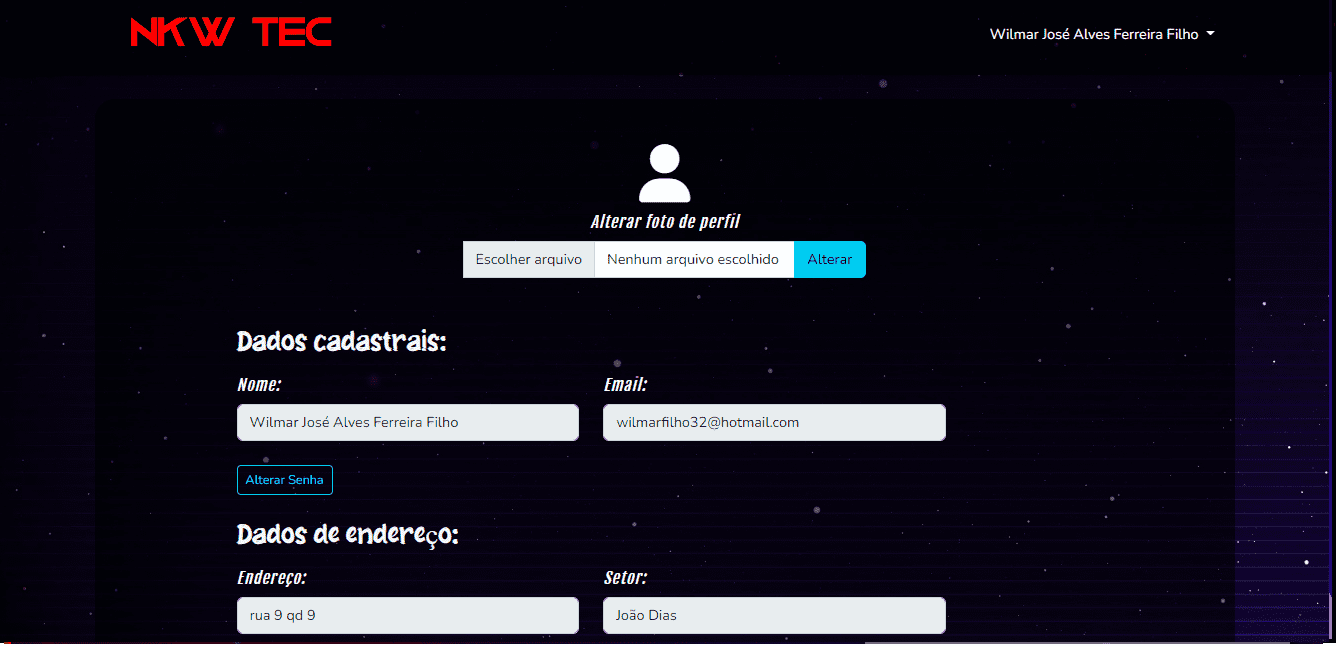 NKW TEC
Wilmar José Alves Ferreira Filho
Alterar foto de perfil
Escolher arquivo Nenhum arquivo escolhido Alterar
Dados cadastrais:
Nome: Email:
Wilmar José Alves Ferreira Filho wilmarfilho32@hotmail.com
Alterar Senha
Dados de endereço:
Endereço: Setor:
rua 9 qd 9 João Dias